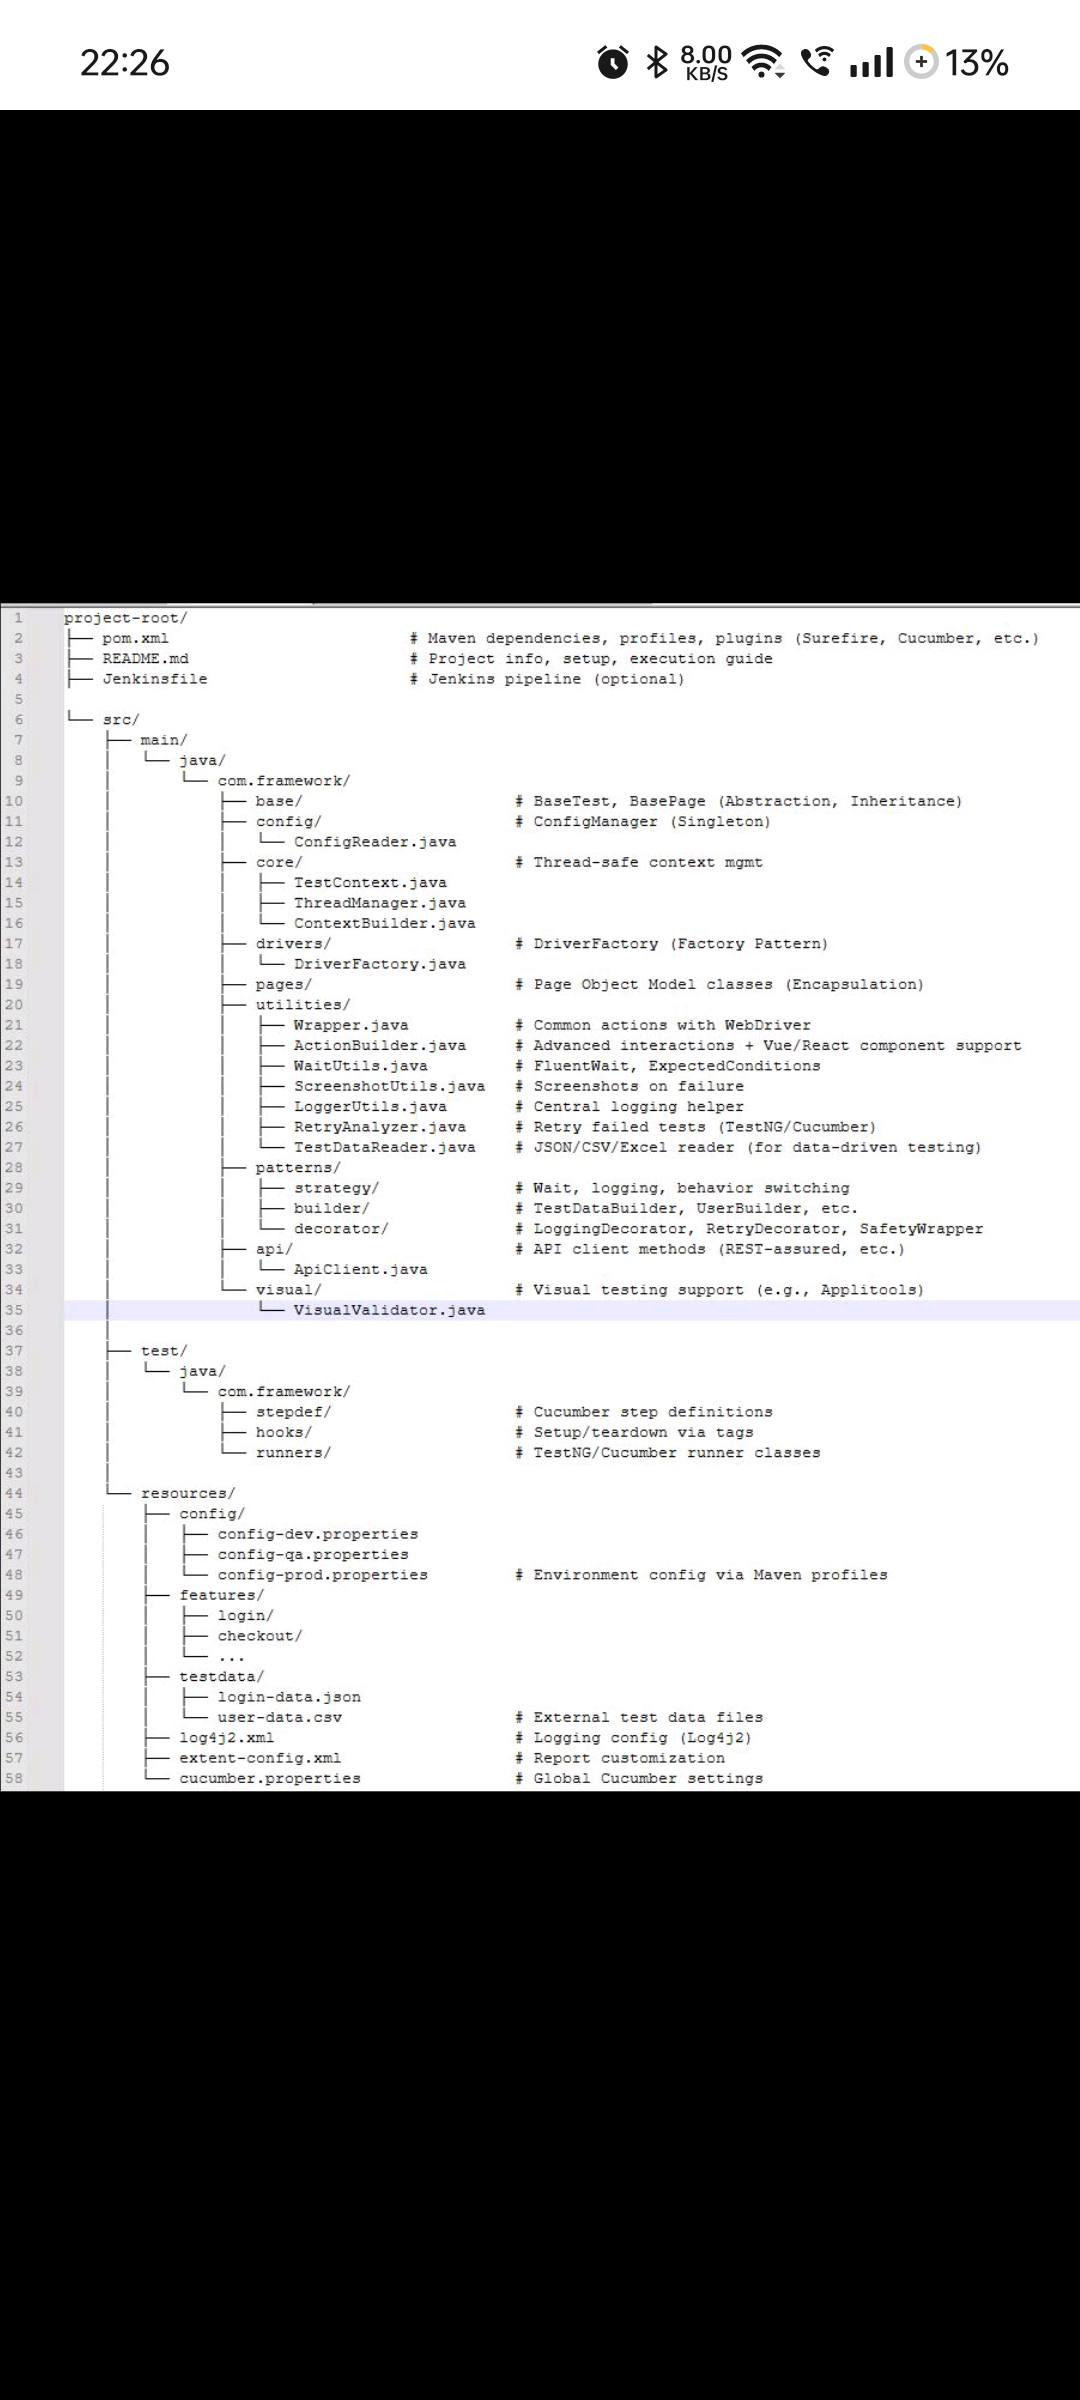 22:26 8.00 KB/S 13%
1 project-root/
2 ├── pom.xml # Maven dependencies, profiles, plugins (Surefire, Cucumber, etc.)
3 ├── README.md # Project info, setup, execution guide
4 ├── Jenkinsfile # Jenkins pipeline (optional)
5
6 └── src/
7 ├── main/
8 │ └── java/
9 │ └── com.framework/
10 │ ├── base/ # BaseTest, BasePage (Abstraction, Inheritance)
11 │ ├── config/ # ConfigManager (Singleton)
12 │ │ └── ConfigReader.java
13 │ ├── core/ # Thread-safe context mgmt
14 │ │ ├── TestContext.java
15 │ │ ├── ThreadManager.java
16 │ │ └── ContextBuilder.java
17 │ ├── drivers/ # DriverFactory (Factory Pattern)
18 │ │ └── DriverFactory.java
19 │ ├── pages/ # Page Object Model classes (Encapsulation)
20 │ ├── utilities/
21 │ │ ├── Wrapper.java # Common actions with WebDriver
22 │ │ ├── ActionBuilder.java # Advanced interactions + Vue/React component support
23 │ │ ├── WaitUtils.java # FluentWait, ExpectedConditions
24 │ │ ├── ScreenshotUtils.java # Screenshots on failure
25 │ │ ├── LoggerUtils.java # Central logging helper
26 │ │ ├── RetryAnalyzer.java # Retry failed tests (TestNG/Cucumber)
27 │ │ └── TestDataReader.java # JSON/CSV/Excel reader (for data-driven testing)
28 │ ├── patterns/
29 │ │ ├── strategy/ # Wait, logging, behavior switching
30 │ │ ├── builder/ # TestDataBuilder, UserBuilder, etc.
31 │ │ └── decorator/ # LoggingDecorator, RetryDecorator, SafetyWrapper
32 │ ├── api/ # API client methods (REST-assured, etc.)
33 │ │ └── ApiClient.java
34 │ └── visual/ # Visual testing support (e.g., Applitools)
35 │ └── VisualValidator.java
36 │
37 ├── test/
38 │ └── java/
39 │ └── com.framework/
40 │ ├── stepdef/ # Cucumber step definitions
41 │ ├── hooks/ # Setup/teardown via tags
42 │ └── runners/ # TestNG/Cucumber runner classes
43 │
44 └── resources/
45 ├── config/
46 │ ├── config-dev.properties
47 │ ├── config-qa.properties
48 │ └── config-prod.properties # Environment config via Maven profiles
49 ├── features/
50 │ ├── login/
51 │ ├── checkout/
52 │ └── ...
53 ├── testdata/
54 │ ├── login-data.json
55 │ └── user-data.csv # External test data files
56 ├── log4j2.xml # Logging config (Log4j2)
57 ├── extent-config.xml # Report customization
58 └── cucumber.properties # Global Cucumber settings